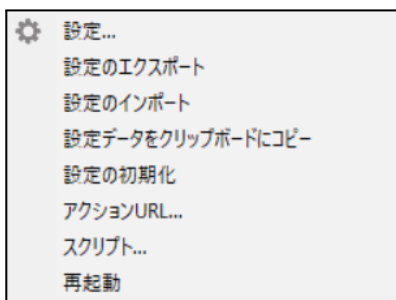 設定...
設定のエクスポート
設定のインポート
設定データをクリップボードにコピー
設定の初期化
アクションURL...
スクリプト...
再起動